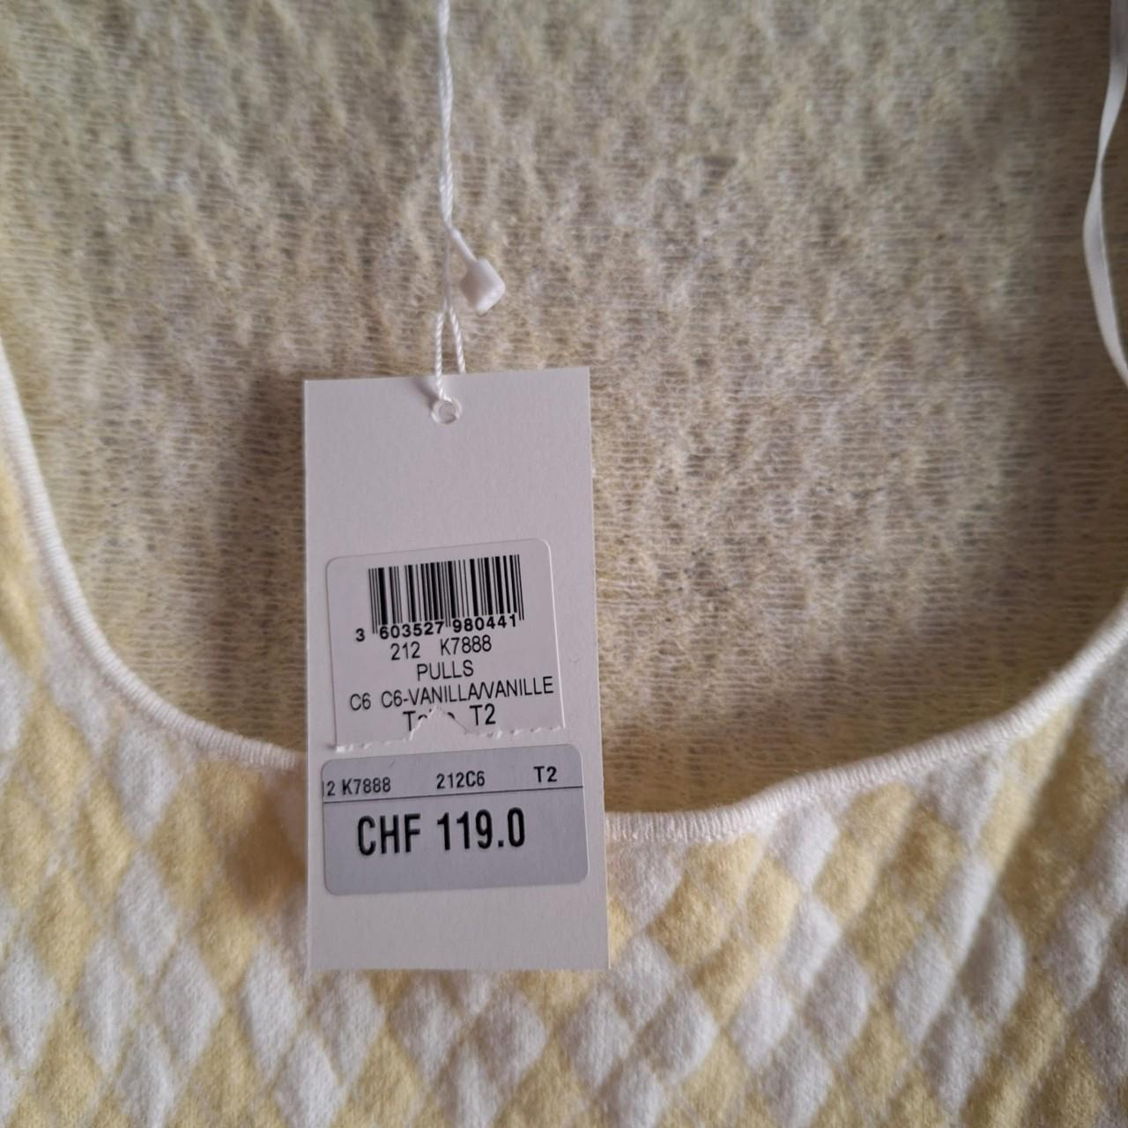 3 603527 980441
212 K7888
PULLS
C6 C6-VANILLA/VANILLE
T2
2 K7888 212C6 T2
CHF 119.0